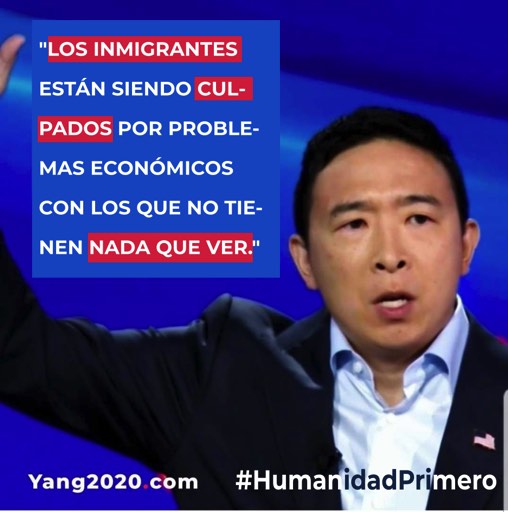 "LOS INMIGRANTES
ESTÁN SIENDO CUL-
PADOS POR PROBLE-
MAS ECONÓMICOS
CON LOS QUE NO TIE-
NEN NADA QUE VER."
Yang2020.com #HumanidadPrimero